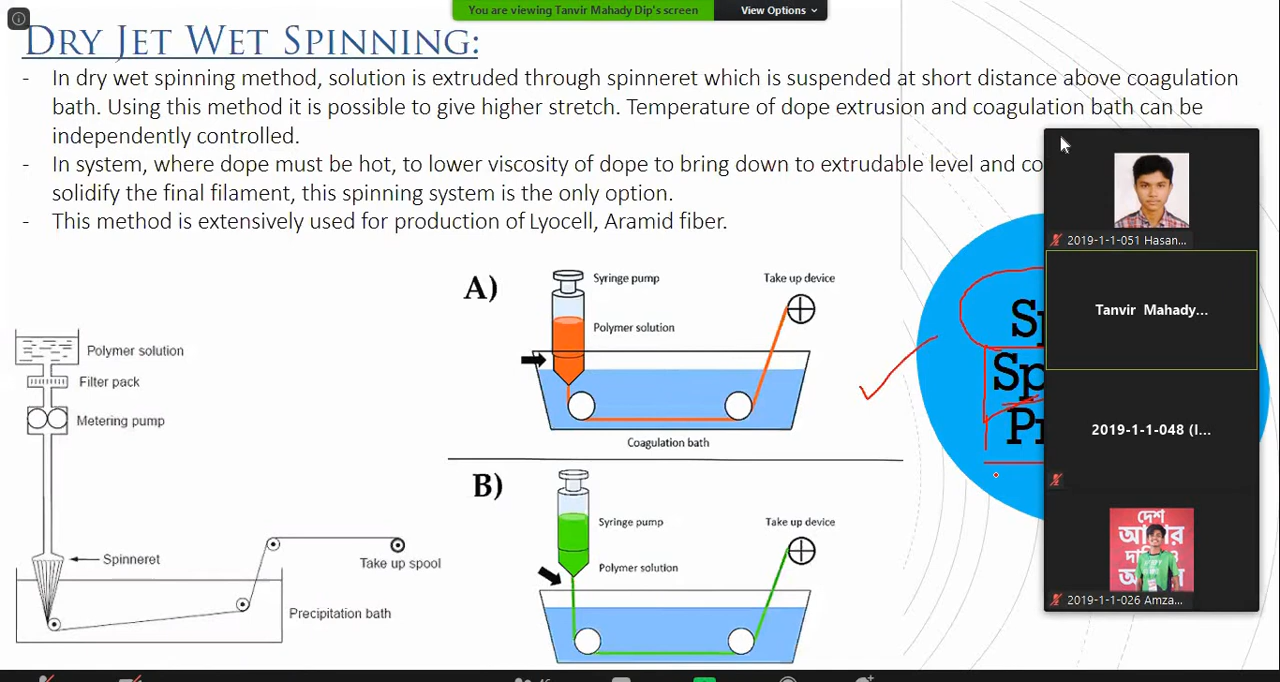 You are viewing Tanvir Mahady Dip's screen
View Options
DRY JET WET SPINNING:
- In dry wet spinning method, solution is extruded through spinneret which is suspended at short distance above coagulation
bath. Using this method it is possible to give higher stretch. Temperature of dope extrusion and coagulation bath can be
independently controlled.
- In system, where dope must be hot, to lower viscosity of dope to bring down to extrudable level and co
solidify the final filament, this spinning system is the only option.
- This method is extensively used for production of Lyocell, Aramid fiber.
2019-1-1-051 Hasan...
Tanvir Mahady...
2019-1-1-048 (I...
দেশ
আমার
2019-1-1-026 Amza...
Sp
Sp
Pr
Polymer solution
Filter pack
Metering pump
Spinneret
Take up spool
Precipitation bath
A)
Syringe pump
Take up device
Polymer solution
Coagulation bath
B)
Syringe pump
Take up device
Polymer solution